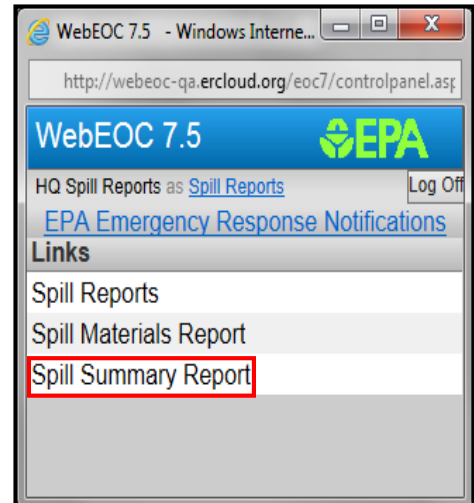 WebEOC 7.5 - Windows Interne...
http://webeoc-qa.ercloud.org/eoc7/controlpanel.asp
WebEOC 7.5 EPA
HQ Spill Reports as Spill Reports Log Off
EPA Emergency Response Notifications
Links
Spill Reports
Spill Materials Report
Spill Summary Report